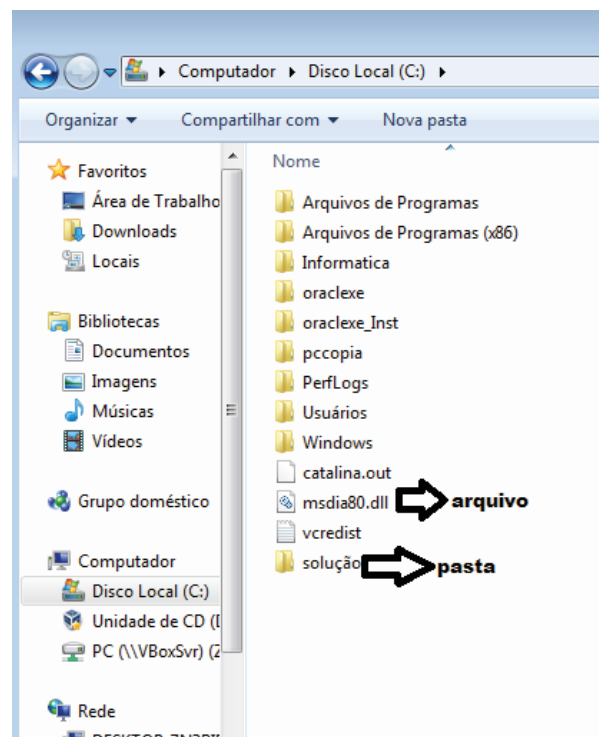 Computador Disco Local (C:)
Organizar Compartilhar com Nova pasta
Favoritos
Área de Trabalho
Downloads
Locais
Bibliotecas
Documentos
Imagens
Músicas
Vídeos
Grupo doméstico
Computador
Disco Local (C:)
Unidade de CD (
PC (\\VBoxSvr) (Z
Rede
Nome
Arquivos de Programas
Arquivos de Programas (x86)
Informatica
oraclexe
oraclexe_Inst
pccopia
PerfLogs
Usuários
Windows
catalina.out
msdia80.dll arquivo
vcredist
solução pasta